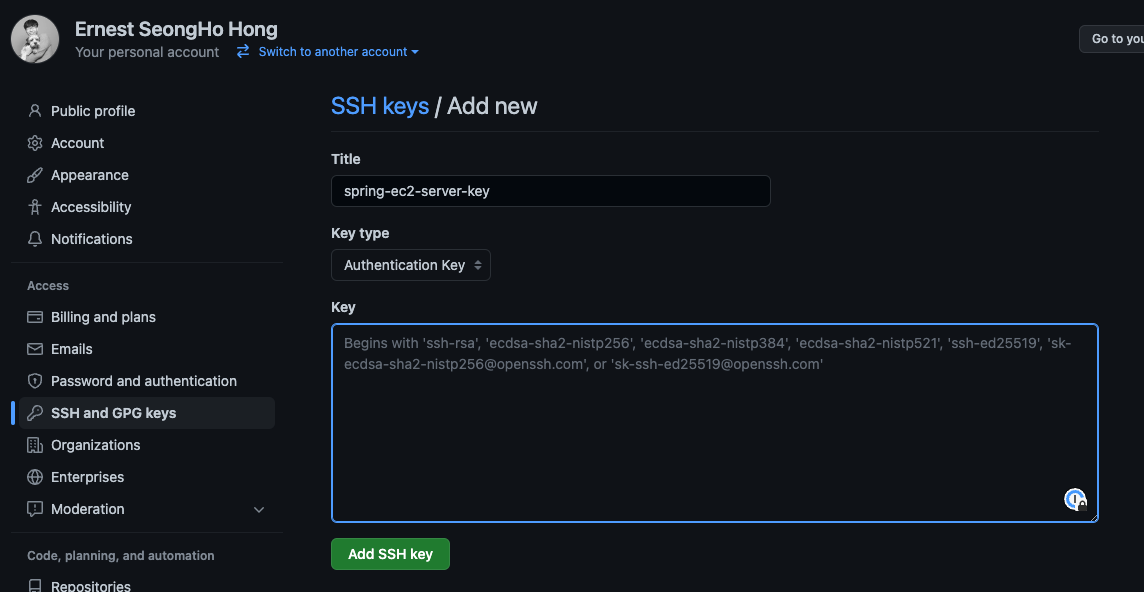 Ernest SeongHo Hong
Your personal account
Switch to another account
Go to you
Public profile
Account
Appearance
Accessibility
Notifications
Access
Billing and plans
Emails
Password and authentication
SSH and GPG keys
Organizations
Enterprises
Moderation
Code, planning, and automation
Repositories
SSH keys / Add new
Title
spring-ec2-server-key
Key type
Authentication Key
Key
Begins with 'ssh-rsa', 'ecdsa-sha2-nistp256', 'ecdsa-sha2-nistp384', 'ecdsa-sha2-nistp521', 'ssh-ed25519', 'sk-
ecdsa-sha2-nistp256@openssh.com', or 'sk-ssh-ed25519@openssh.com'
Add SSH key